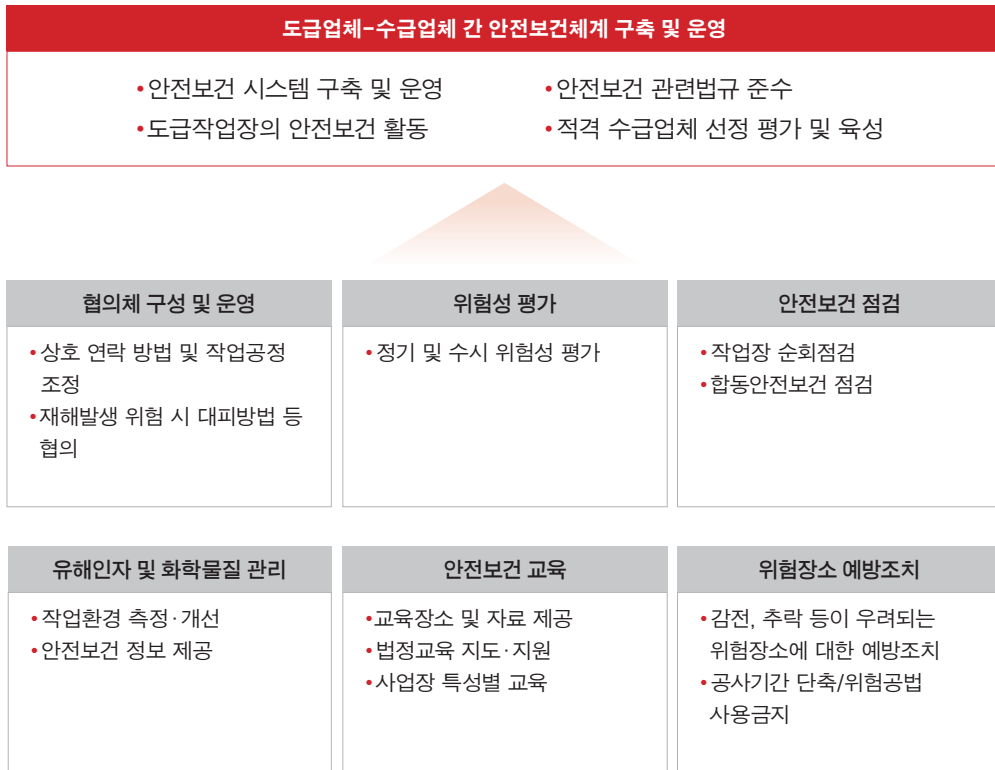 도급업체-수급업체 간 안전보건체계 구축 및 운영
•안전보건 시스템 구축 및 운영
•도급작업장의 안전보건 활동
•안전보건 관련법규 준수
•적격 수급업체 선정 평가 및 육성
협의체 구성 및 운영
•상호 연락 방법 및 작업공정
조정
•재해발생 위험 시 대피방법 등
협의
위험성 평가
•정기 및 수시 위험성 평가
안전보건 점검
•작업장 순회점검
•합동안전보건 점검
유해인자 및 화학물질 관리
•작업환경 측정·개선
•안전보건 정보 제공
안전보건 교육
•교육장소 및 자료 제공
•법정교육 지도·지원
•사업장 특성별 교육
위험장소 예방조치
•감전, 추락 등이 우려되는
위험장소에 대한 예방조치
•공사기간 단축/위험공법
사용금지